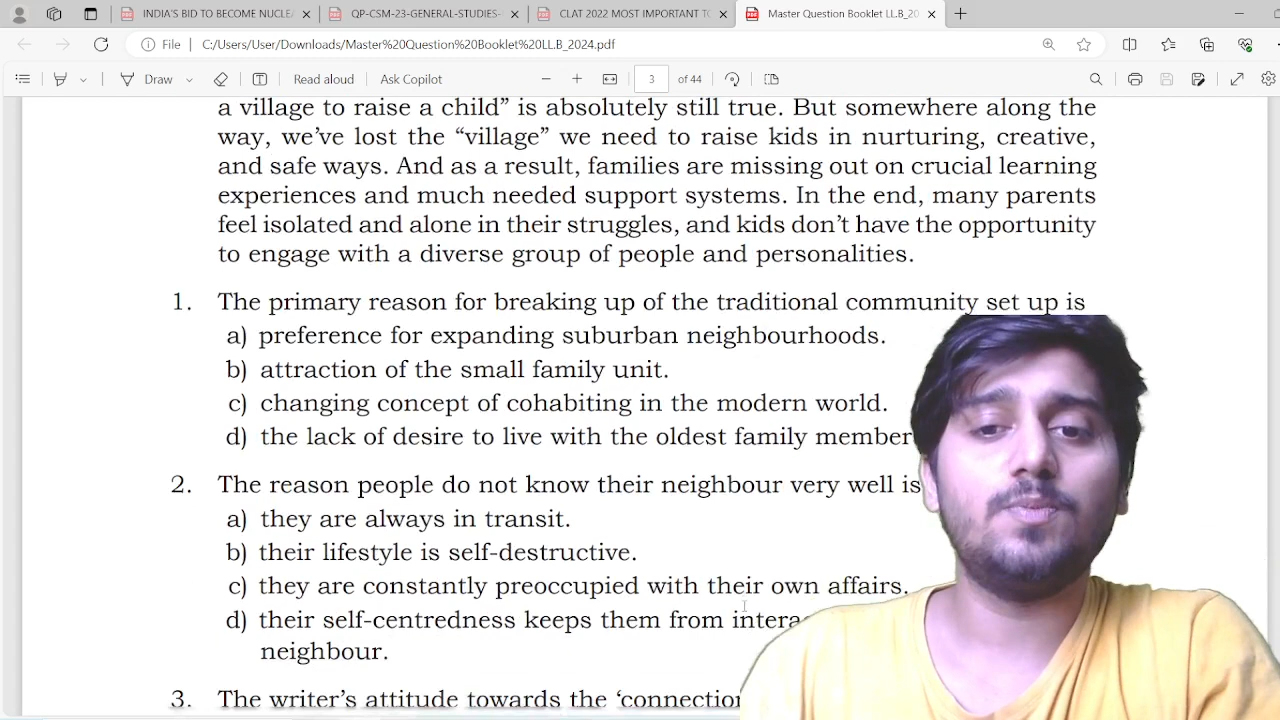 INDIA'S BID TO BECOME NUCLE
QP-CSM-23-GENERAL-STUDIES-
CLAT 2022 MOST IMPORTANT TO
Master Question Booklet LL.B_20
File
C:/Users/User/Downloads/Master%20Question%20Booklet%20LL.B_2024.pdf
Draw
Read aloud
Ask Copilot
3 of 44
a village to raise a child" is absolutely still true. But somewhere along the
way, we've lost the "village" we need to raise kids in nurturing, creative,
and safe ways. And as a result, families are missing out on crucial learning
experiences and much needed support systems. In the end, many parents
feel isolated and alone in their struggles, and kids don't have the opportunity
to engage with a diverse group of people and personalities.
1. The primary reason for breaking up of the traditional community set up is
a) preference for expanding suburban neighbourhoods.
b) attraction of the small family unit.
c) changing concept of cohabiting in the modern world.
d) the lack of desire to live with the oldest family member
2. The reason people do not know their neighbour very well is
a) they are always in transit.
b) their lifestyle is self-destructive.
c) they are constantly preoccupied with their own affairs.
d) their self-centredness keeps them from intera
neighbour.
3. The writer's attitude towards the 'connection